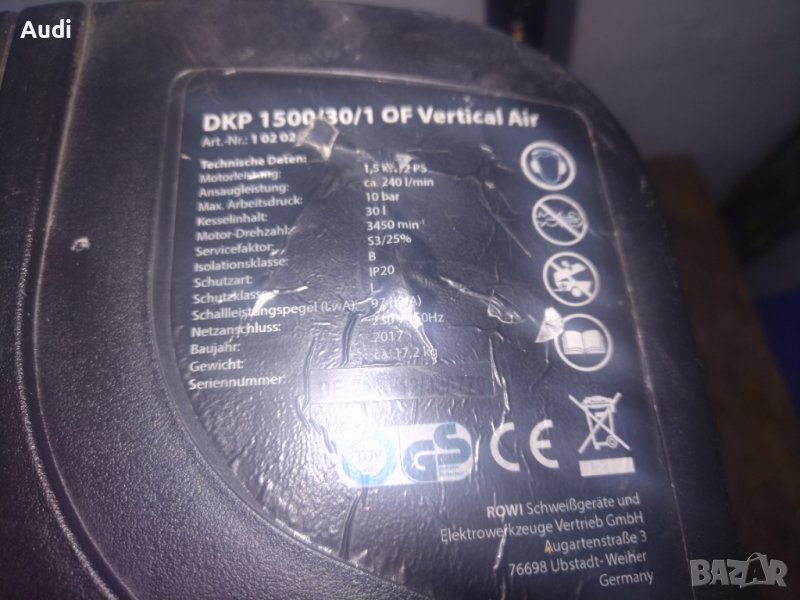 Audi
DKP 1500/30/1 OF Vertical Air
Art.-Nr.: 1 02 02
Technische Daten:
Motorleistung: 1,5 kW/2 PS
Ansaugleistung: ca. 240 l/min
Max. Arbeitsdruck: 10 bar
Kesselinhalt: 30 l
Motor-Drehzahl: 3450 min⁻¹
Servicefaktor: S3/25%
Isolationsklasse: B
Schutzart: IP20
Schutzklasse: I
Schallleistungspegel (LWA): 97 dB(A)
Netzanschluss: 50Hz
Baujahr: 2017
Gewicht: ca. 17,2 kg
Seriennummer:
TÜV
GS
CE
ROWI Schweißgeräte und
Elektrowerkzeuge Vertrieb GmbH
Augartenstraße 3
76698 Ubstadt-Weiher
Germany
BAZAR